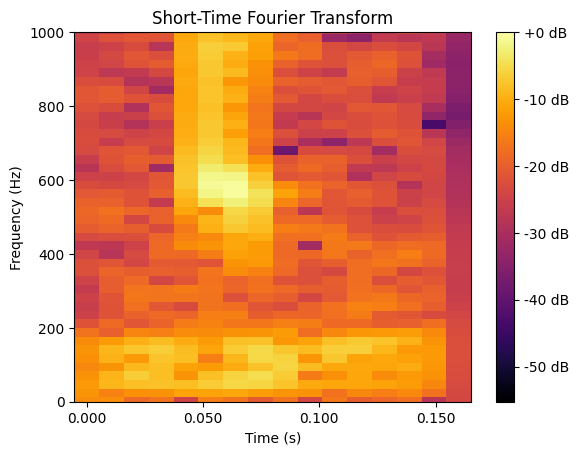 Short-Time Fourier Transform
1000
800
600
400
200
0
Frequency (Hz)
0.000
0.050
0.100
0.150
Time (s)
+0 dB
-10 dB
-20 dB
-30 dB
-40 dB
-50 dB